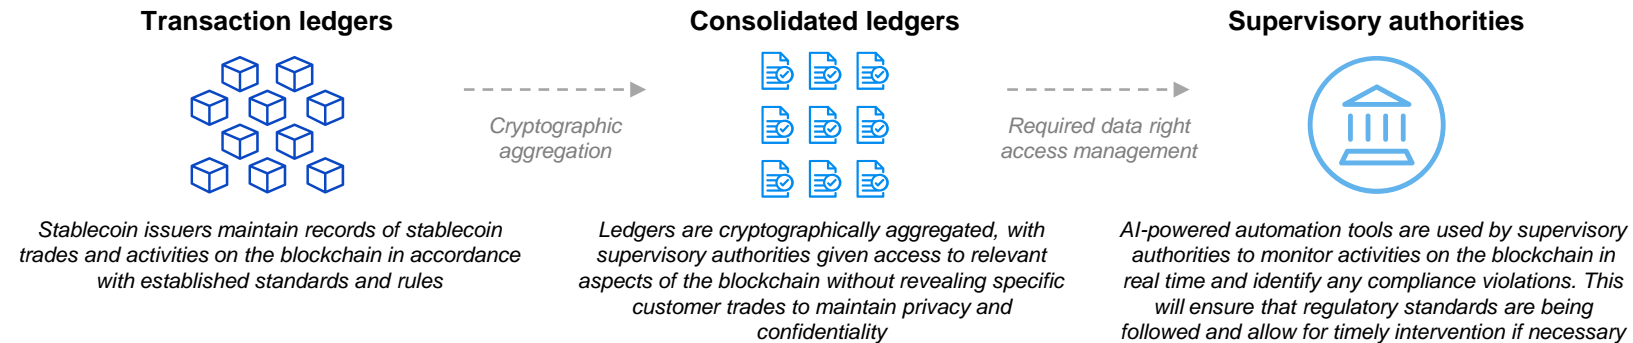 Transaction ledgers
Consolidated ledgers
Supervisory authorities
Cryptographic
aggregation
Required data right
access management
Stablecoin issuers maintain records of stablecoin
trades and activities on the blockchain in accordance
with established standards and rules
Ledgers are cryptographically aggregated, with
supervisory authorities given access to relevant
aspects of the blockchain without revealing specific
customer trades to maintain privacy and
confidentiality
AI-powered automation tools are used by supervisory
authorities to monitor activities on the blockchain in
real time and identify any compliance violations. This
will ensure that regulatory standards are being
followed and allow for timely intervention if necessary